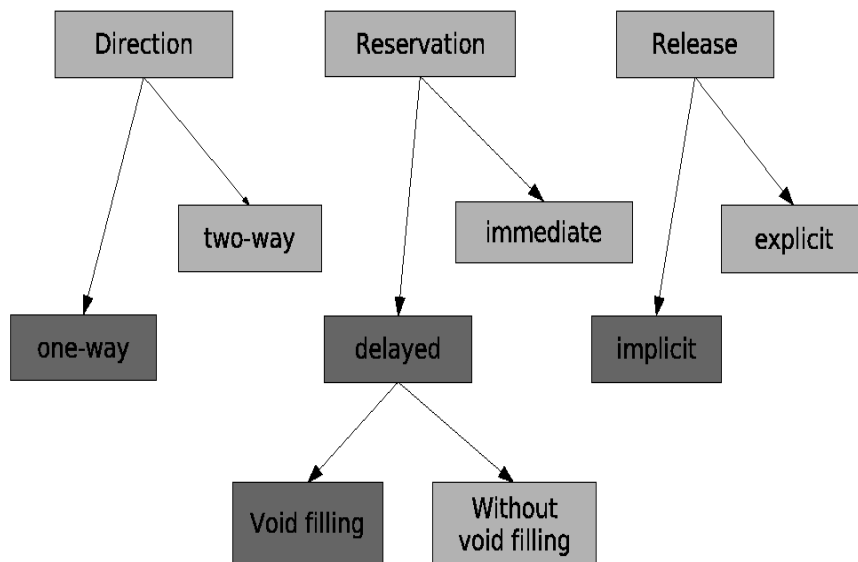 Direction
Reservation
Release
two-way
immediate
explicit
one-way
delayed
implicit
Void filling
Without
void filling